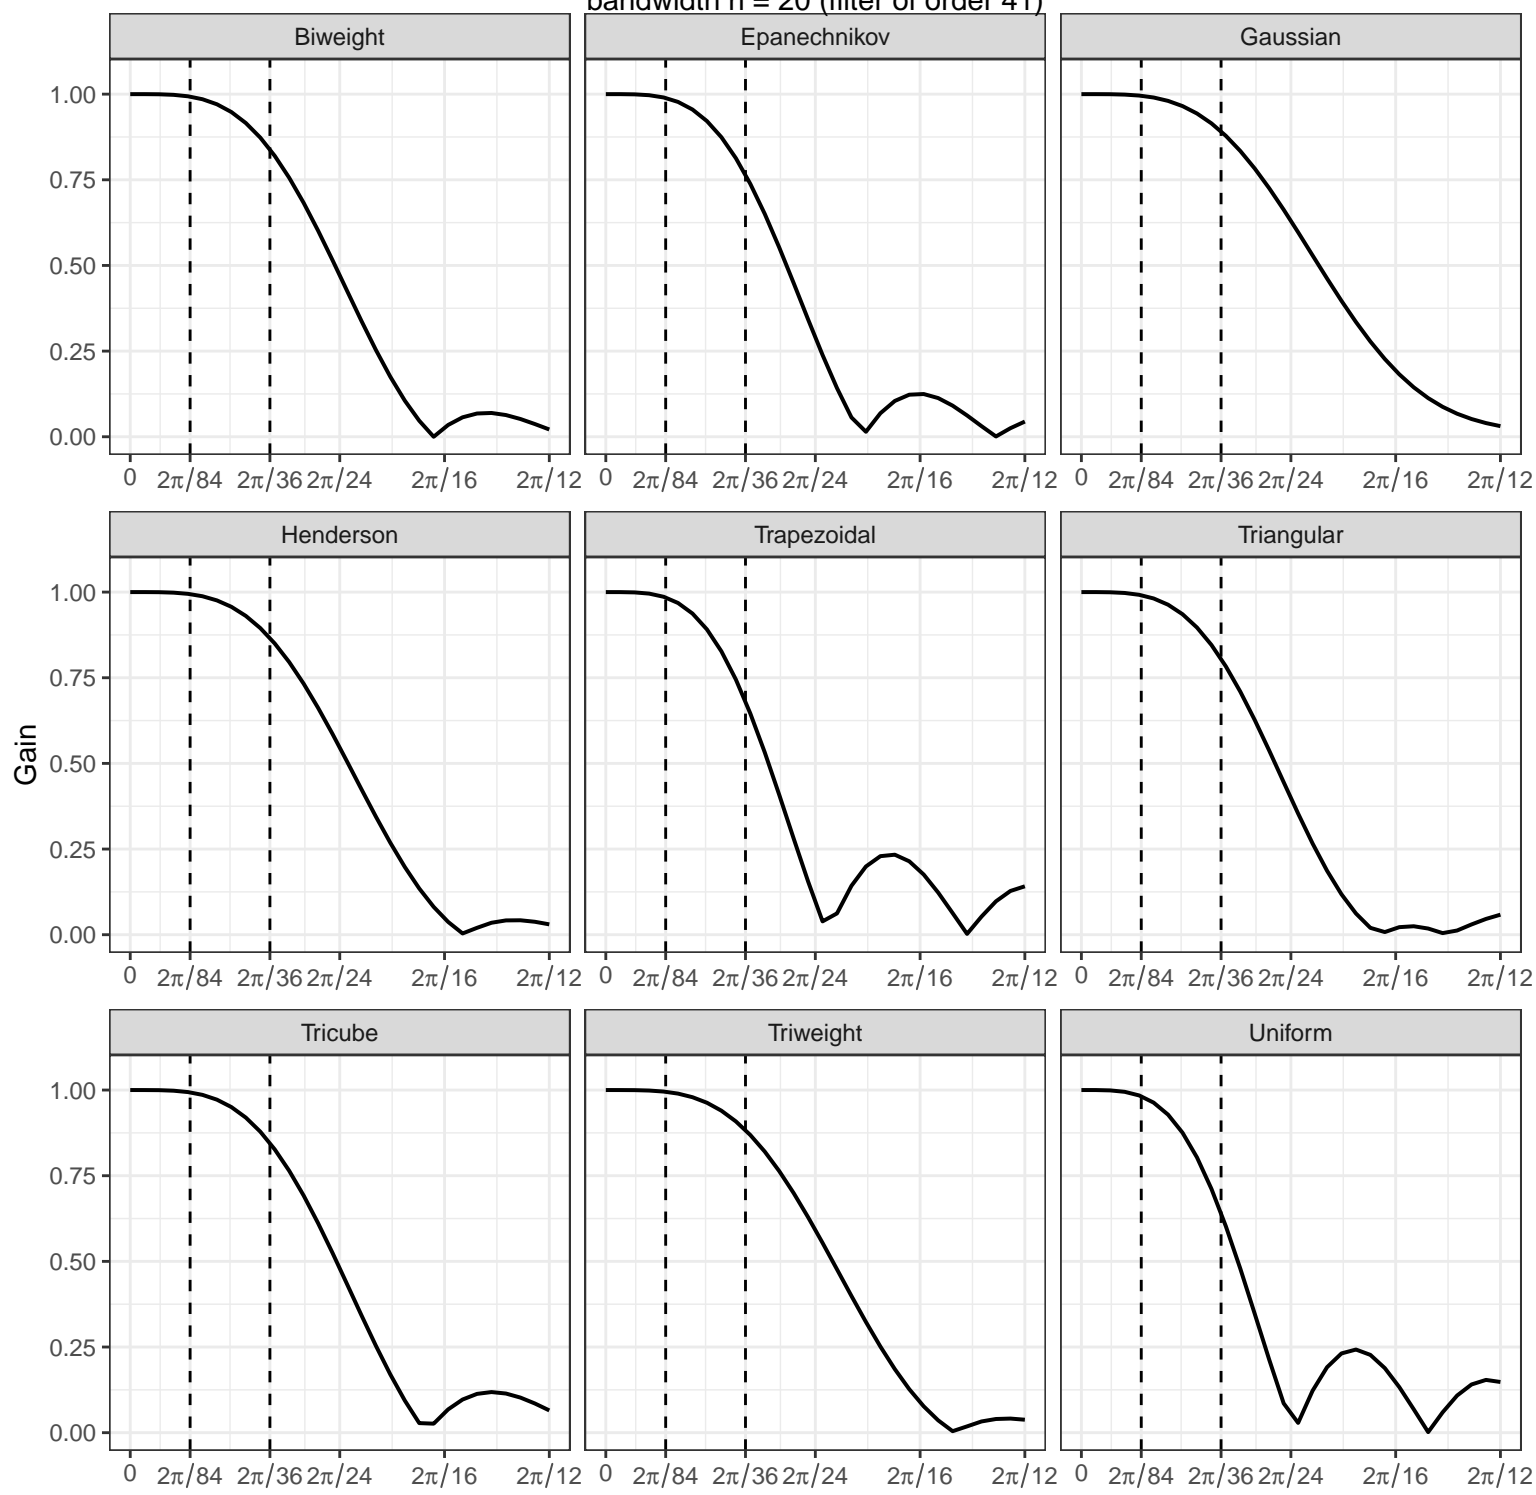 bandwidth h = 20 (filter of order 41)
Biweight Epanechnikov Gaussian
1.00
0.75
0.50
0.25
0.00
0 2π/84 2π/36 2π/24 2π/16 2π/12 0 2π/84 2π/36 2π/24 2π/16 2π/12 0 2π/84 2π/36 2π/24 2π/16 2π/12
Henderson Trapezoidal Triangular
1.00
0.75
0.50
0.25
0.00
Gain
0 2π/84 2π/36 2π/24 2π/16 2π/12 0 2π/84 2π/36 2π/24 2π/16 2π/12 0 2π/84 2π/36 2π/24 2π/16 2π/12
Tricube Triweight Uniform
1.00
0.75
0.50
0.25
0.00
0 2π/84 2π/36 2π/24 2π/16 2π/12 0 2π/84 2π/36 2π/24 2π/16 2π/12 0 2π/84 2π/36 2π/24 2π/16 2π/12